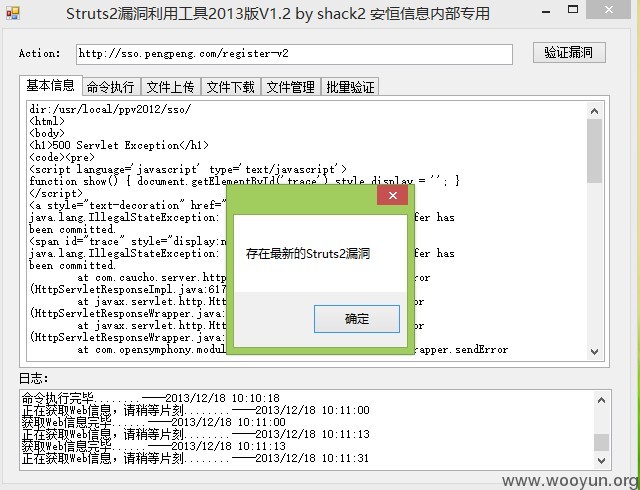 Struts2漏洞利用工具2013版V1.2 by shack2 安恒信息内部专用
Action: http://sso.pengpeng.com/register-v2 验证漏洞
基本信息 命令执行 文件上传 文件下载 文件管理 批量验证
dir:/usr/local/ppv2012/sso/
<html>
<body>
<h1>500 Servlet Exception</h1>
<code><pre>
<script language='javascript' type='text/javascript'>
function show() { document.getElementById('trace').style.display = ''; }
</script>
<a style="text-decoration" href="
java.lang.IllegalStateException: fer has
been committed.
<span id="trace" style="display:n
java.lang.IllegalStateException: fer has
been committed.
at com.caucho.server.http. rror
(HttpServletResponseImpl.java:617
at javax.servlet.http.Htt r
(HttpServletResponseWrapper.java:
at javax.servlet.http.Htt r
(HttpServletResponseWrapper.java:
at com.opensymphony.modul rapper.sendError
存在最新的Struts2漏洞
确定
日志:
命令执行完毕........——2013/12/18 10:10:18
正在获取Web信息，请稍等片刻........——2013/12/18 10:11:00
获取Web信息完毕........——2013/12/18 10:11:00
正在获取Web信息，请稍等片刻........——2013/12/18 10:11:13
获取Web信息完毕........——2013/12/18 10:11:13
正在获取Web信息，请稍等片刻........——2013/12/18 10:11:31
www.wooyun.org